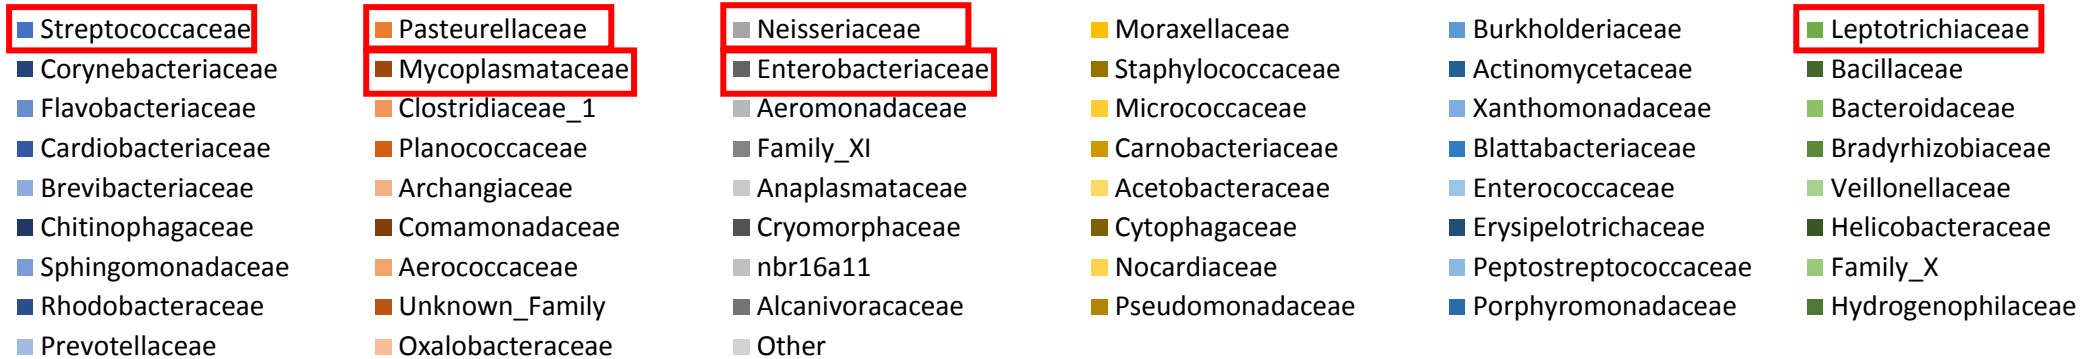 Streptococcaceae Pasteurellaceae Neisseriaceae Moraxellaceae Burkholderiaceae Leptotrichiaceae
Corynebacteriaceae Mycoplasmataceae Enterobacteriaceae Staphylococcaceae Actinomycetaceae Bacillaceae
Flavobacteriaceae Clostridiaceae_1 Aeromonadaceae Micrococcaceae Xanthomonadaceae Bacteroidaceae
Cardiobacteriaceae Planococcaceae Family_XI Carnobacteriaceae Blattabacteriaceae Bradyrhizobiaceae
Brevibacteriaceae Archangiaceae Anaplasmataceae Acetobacteraceae Enterococcaceae Veillonellaceae
Chitinophagaceae Comamonadaceae Cryomorphaceae Cytophagaceae Erysipelotrichaceae Helicobacteraceae
Sphingomonadaceae Aerococcaceae nbr16a11 Nocardiaceae Peptostreptococcaceae Family_X
Rhodobacteraceae Unknown_Family Alcanivoracaceae Pseudomonadaceae Porphyromonadaceae Hydrogenophilaceae
Prevotellaceae Oxalobacteraceae Other